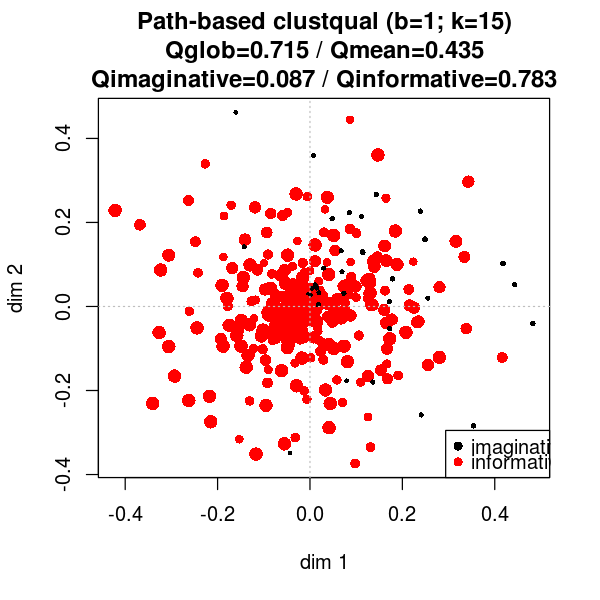 Path-based clustqual (b=1; k=15)
Qglob=0.715 / Qmean=0.435
Qimaginative=0.087 / Qinformative=0.783
0.4
0.2
0.0
-0.2
-0.4
dim 2
imaginati
informativ
-0.4
-0.2
0.0
0.2
0.4
dim 1